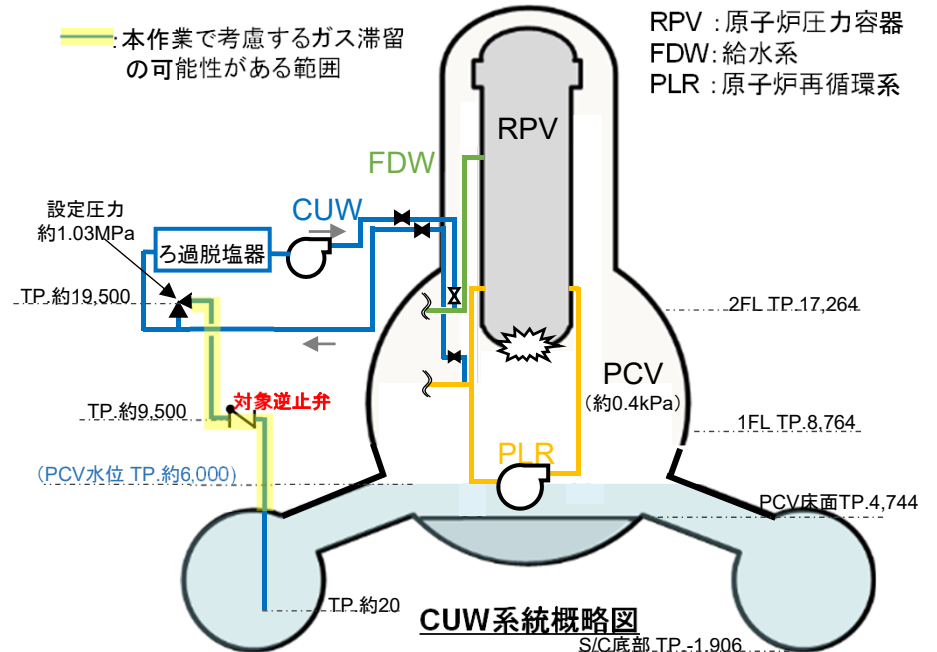 :本作業で考慮するガス滞留
の可能性がある範囲
RPV：原子炉圧力容器
FDW：給水系
PLR：原子炉再循環系
RPV
FDW
CUW
設定圧力
約1.03MPa
ろ過脱塩器
TP.約19,500
2FL TP.17,264
PCV
（約0.4kPa）
対象逆止弁
TP.約9,500
1FL TP.8,764
PLR
（PCV水位 TP.約6,000）
PCV床面TP.4,744
TP.約20
CUW系統概略図
S/C底部 TP.-1,906